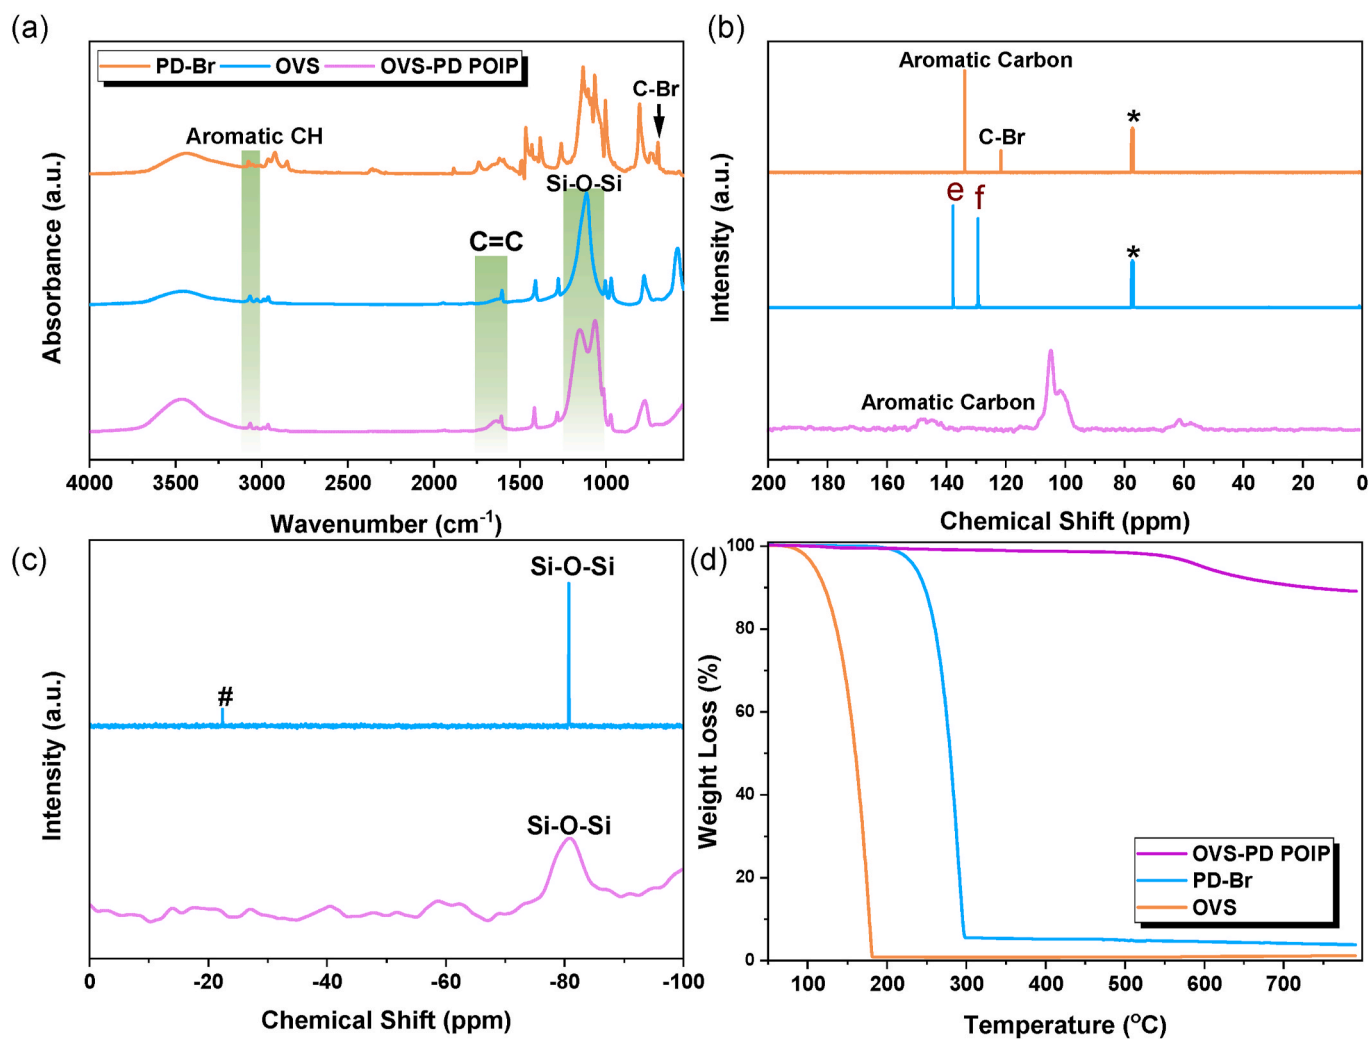 (a)
PD-Br OVS OVS-PD POIP
C-Br
Aromatic CH
Si-O-Si
C=C
Absorbance (a.u.)
4000 3500 3000 2500 2000 1500 1000
Wavenumber (cm⁻¹)
(b)
Aromatic Carbon
C-Br
*
e f
*
Aromatic Carbon
Intensity (a.u.)
200 180 160 140 120 100 80 60 40 20 0
Chemical Shift (ppm)
(c)
Si-O-Si
#
Si-O-Si
Intensity (a.u.)
0 -20 -40 -60 -80 -100
Chemical Shift (ppm)
(d)
100
80
60
40
20
0
Weight Loss (%)
OVS-PD POIP
PD-Br
OVS
100 200 300 400 500 600 700
Temperature (°C)